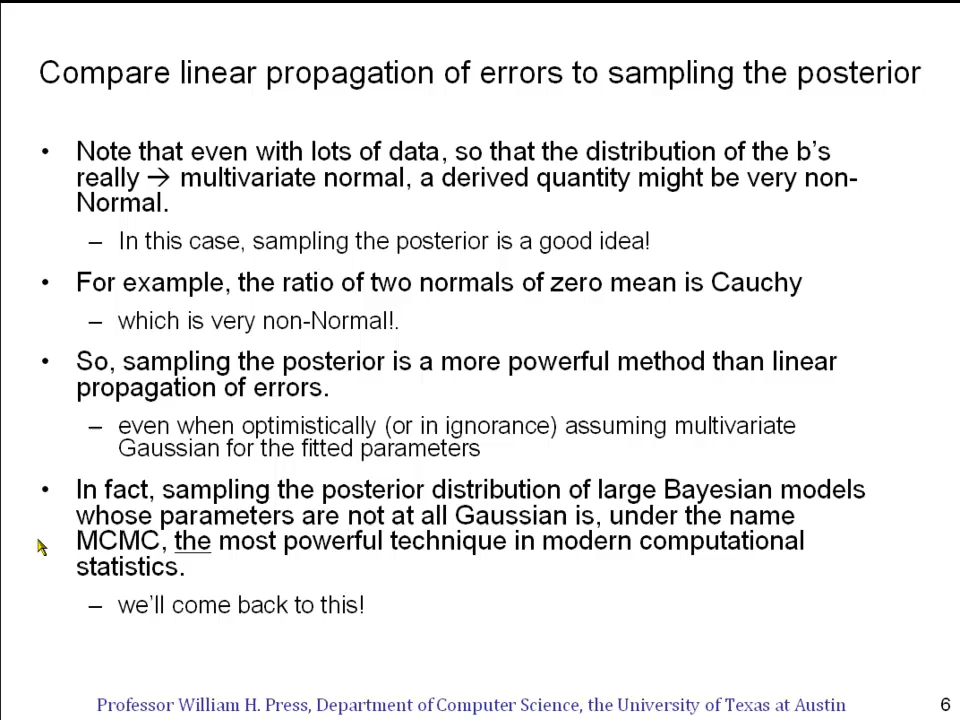 Compare linear propagation of errors to sampling the posterior
• Note that even with lots of data, so that the distribution of the b's
really → multivariate normal, a derived quantity might be very non-
Normal.
– In this case, sampling the posterior is a good idea!
• For example, the ratio of two normals of zero mean is Cauchy
– which is very non-Normal!.
• So, sampling the posterior is a more powerful method than linear
propagation of errors.
– even when optimistically (or in ignorance) assuming multivariate
Gaussian for the fitted parameters
• In fact, sampling the posterior distribution of large Bayesian models
whose parameters are not at all Gaussian is, under the name
MCMC, the most powerful technique in modern computational
statistics.
– we'll come back to this!
Professor William H. Press, Department of Computer Science, the University of Texas at Austin
6